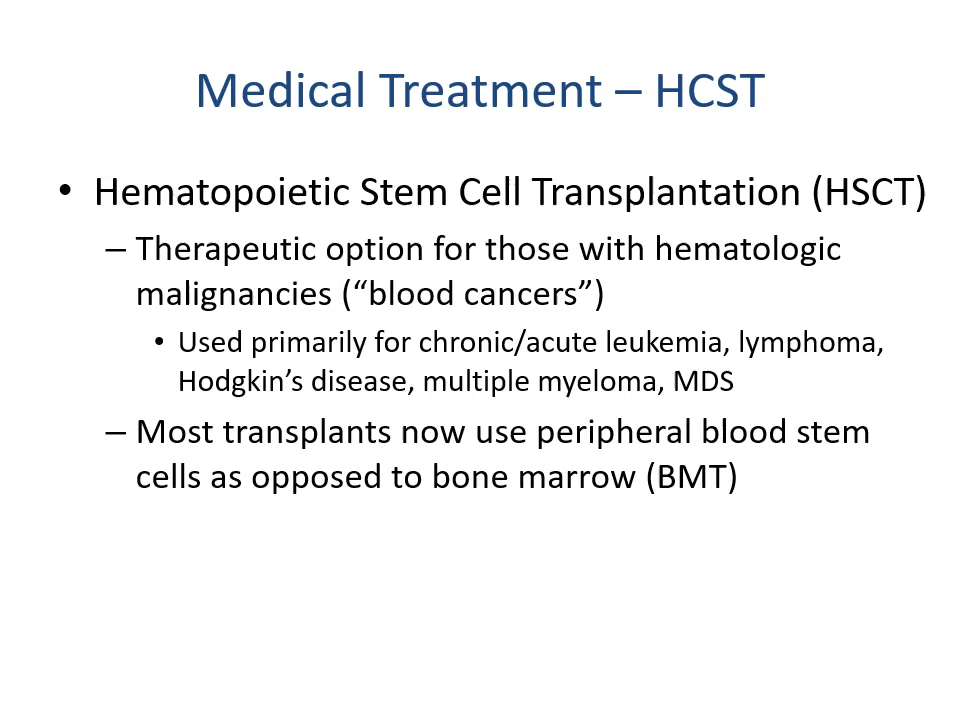 Medical Treatment – HCST
• Hematopoietic Stem Cell Transplantation (HSCT)
– Therapeutic option for those with hematologic
malignancies (“blood cancers”)
• Used primarily for chronic/acute leukemia, lymphoma,
Hodgkin’s disease, multiple myeloma, MDS
– Most transplants now use peripheral blood stem
cells as opposed to bone marrow (BMT)